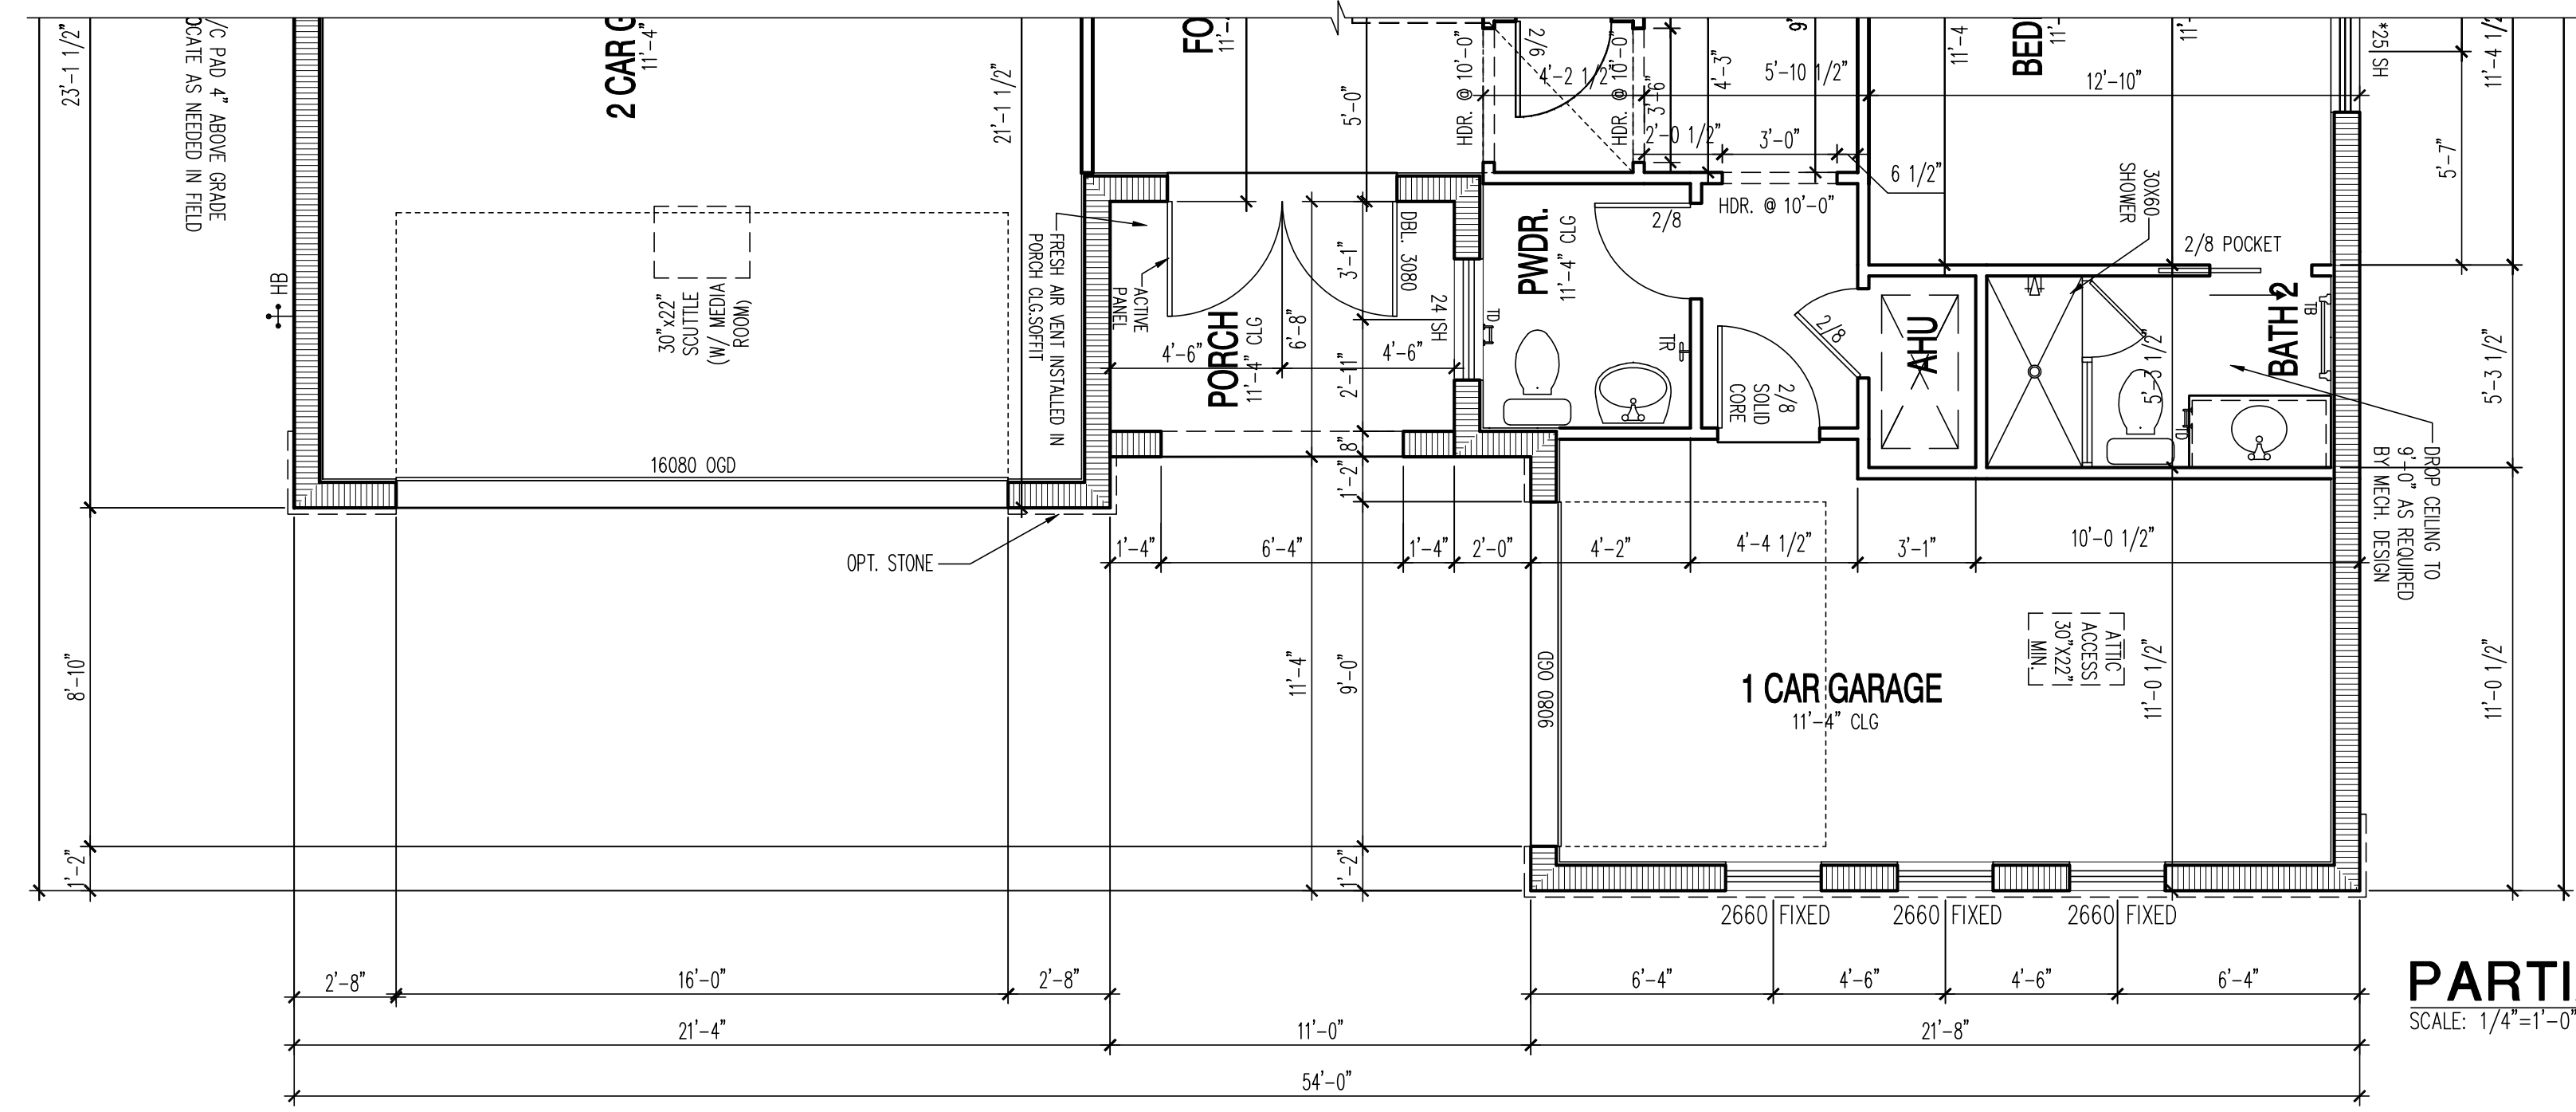 23'-1 1/2"
/C PAD 4" ABOVE GRADE
OCATE AS NEEDED IN FIELD
2 CAR G
11'-4"
21'-1 1/2"
FO
11'-
5'-0"
HDR. @ 10'-0"
2/6
4'-2 1/2"
HDR. @ 10'-0"
3'-9"
4'-3"
5'-10 1/2"
2'-0 1/2"
3'-0"
6 1/2"
HDR. @ 10'-0"
11'-4
BED
11'-
11'-
12'-10"
*25 SH
11'-4 1/2"
5'-7"
30X60
SHOWER
2/8 POCKET
HB
30"x22"
SCUTTLE
(W/ MEDIA
ROOM)
FRESH AIR VENT INSTALLED IN
PORCH CLG.SOFFIT
ACTIVE
PANEL
DBL. 3080
3'-1"
24 SH
PORCH
11'-4" CLG
9'-8"
4'-6"
4'-6"
2'-11"
8"
1'-2"
PWDR.
11'-4" CLG
2/8
TD
TR
2/8
SOLID
CORE
2/8
AHU
5'-3 1/2"
BATH 2
TB
TD
5'-3 1/2"
DROP CEILING TO
9'-0" AS REQUIRED
BY MECH. DESIGN
16080 OGD
OPT. STONE
1'-4"
6'-4"
1'-4"
2'-0"
4'-2"
4'-4 1/2"
3'-1"
10'-0 1/2"
8'-10"
11'-4"
9'-0"
9080 OGD
1 CAR GARAGE
11'-4" CLG
ATTIC
ACCESS
30"X22"
MIN.
11'-0 1/2"
11'-0 1/2"
1'-2"
1'-2"
2660 FIXED
2660 FIXED
2660 FIXED
2'-8"
16'-0"
2'-8"
6'-4"
4'-6"
4'-6"
6'-4"
21'-4"
11'-0"
21'-8"
54'-0"
PARTI
SCALE: 1/4"=1'-0"